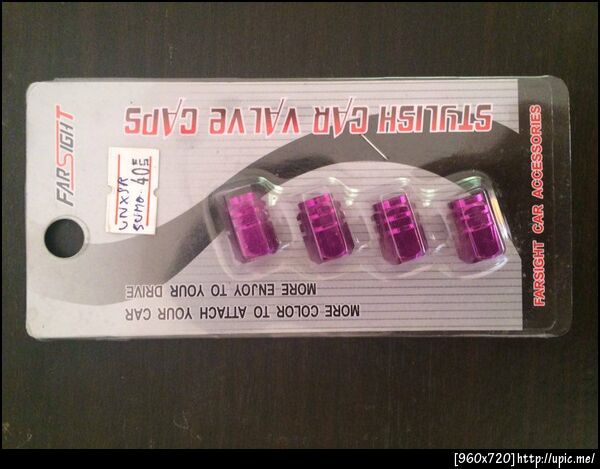 FARSIGHT
STYLISH CAR VALVE CAPS
40
MORE COLOR TO ATTACH YOUR CAR
MORE ENJOY TO YOUR DRIVE
FARSIGHT CAR ACCESSORIES
[960x720]http://upic.me/